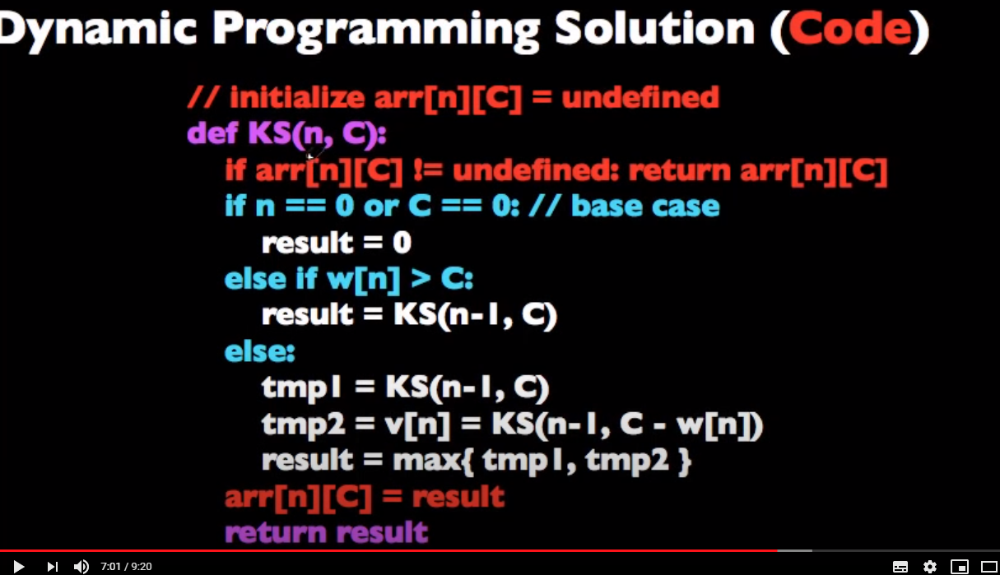 Dynamic Programming Solution (Code)
// initialize arr[n][C] = undefined
def KS(n, C):
if arr[n][C] != undefined: return arr[n][C]
if n == 0 or C == 0: // base case
result = 0
else if w[n] > C:
result = KS(n-1, C)
else:
tmp1 = KS(n-1, C)
tmp2 = v[n] = KS(n-1, C - w[n])
result = max{ tmp1, tmp2 }
arr[n][C] = result
return result
7:01 / 9:20